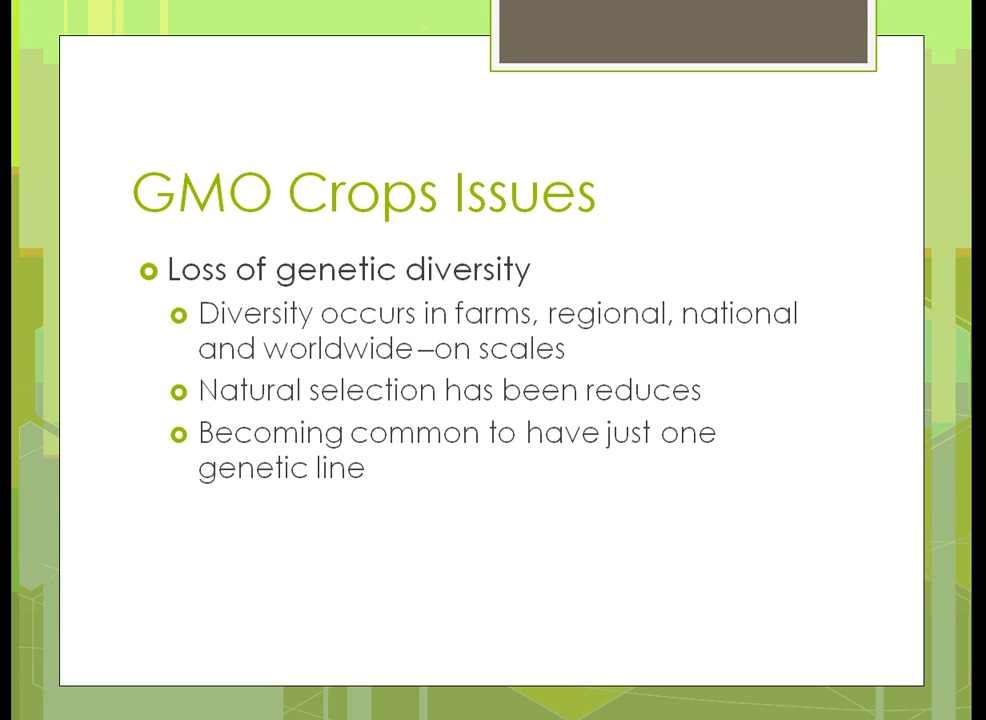 GMO Crops Issues
Loss of genetic diversity
Diversity occurs in farms, regional, national
and worldwide–on scales
Natural selection has been reduces
Becoming common to have just one
genetic line